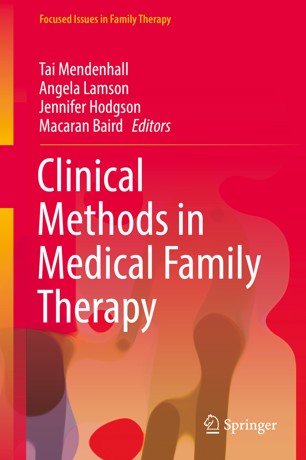 Focused Issues in Family Therapy
Tai Mendenhall
Angela Lamson
Jennifer Hodgson
Macaran Baird Editors
Clinical
Methods in
Medical Family
Therapy
Springer